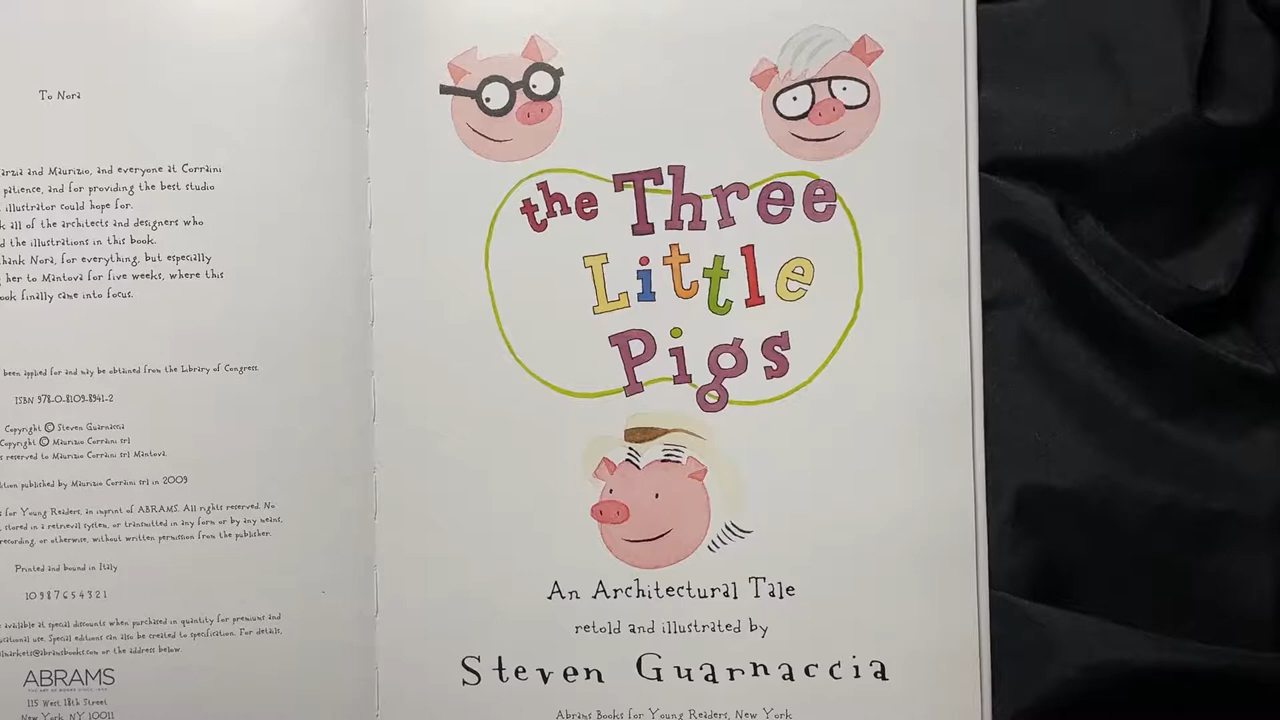 To Nora
and Maurizio, and everyone at Corraini
patience, and for providing the best studio
illustrator could hope for.
all of the architects and designers who
the illustrations in this book.
Nora, for everything, but especially
her to Mantova for five weeks, where this
finally came into focus.
been applied for and may be obtained from the Library of Congress.
ISBN 978-0-8109-8941-2
Copyright © Steven Guarnaccia
Copyright © Maurizio Corraini srl
reserved to Maurizio Corraini srl Mantova.
published by Maurizio Corraini srl in 2009
for Young Readers, an imprint of ABRAMS. All rights reserved. No
stored in a retrieval system, or transmitted in any form or by any means,
recording, or otherwise, without written permission from the publisher.
Printed and bound in Italy
10 9 8 7 6 5 4 3 2 1
available at special discounts when purchased in quantity for premiums and
use. Special editions can also be created to specification. For details,
or the address below.
ABRAMS
115 West 18th Street
New York, NY 10011
the Three
Little
Pigs
An Architectural Tale
retold and illustrated by
Steven Guarnaccia
Abrams Books for Young Readers, New York